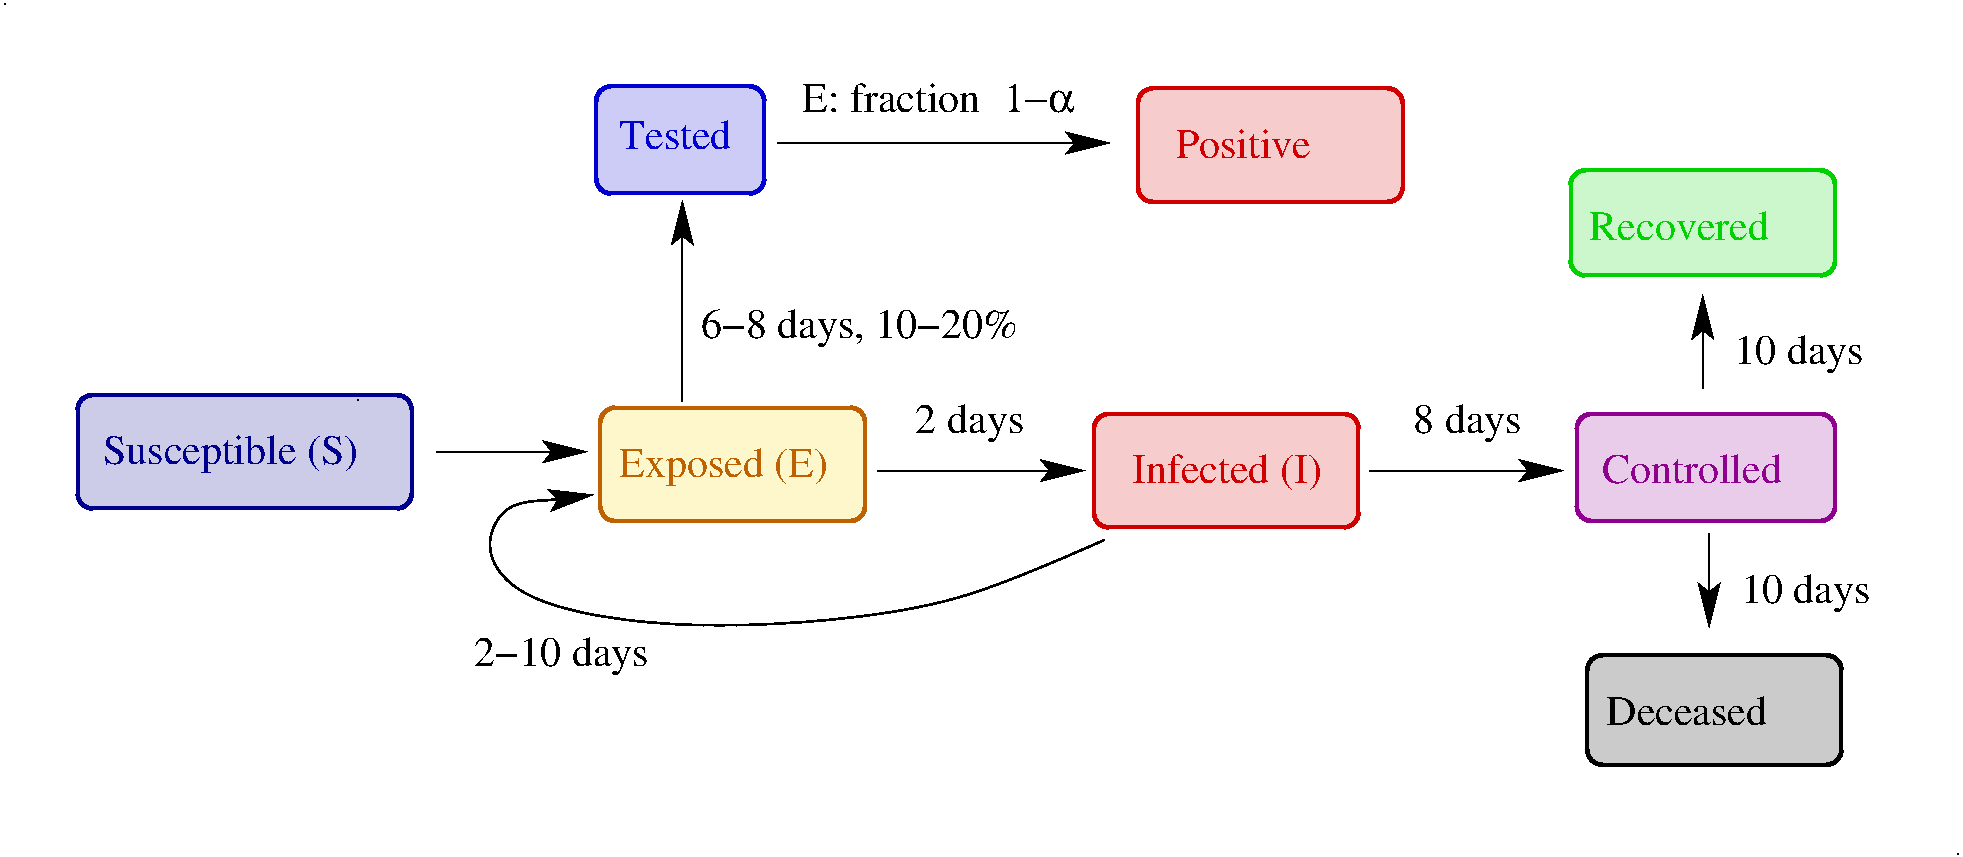 E: fraction 1−α
Tested
Positive
Recovered
6−8 days, 10−20%
10 days
2 days
8 days
Susceptible (S)
Exposed (E)
Infected (I)
Controlled
10 days
2−10 days
Deceased